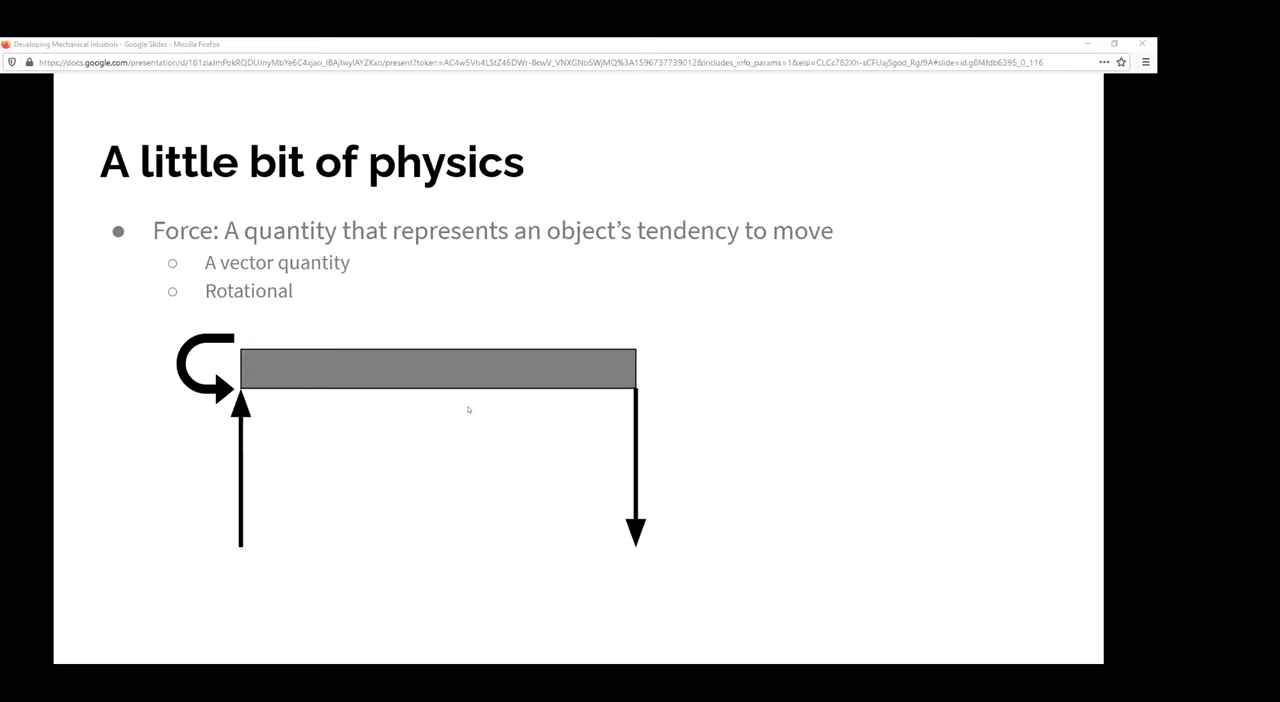 Developing Mechanical Intuition - Google Slides - Mozilla Firefox
A little bit of physics
Force: A quantity that represents an object's tendency to move
A vector quantity
Rotational